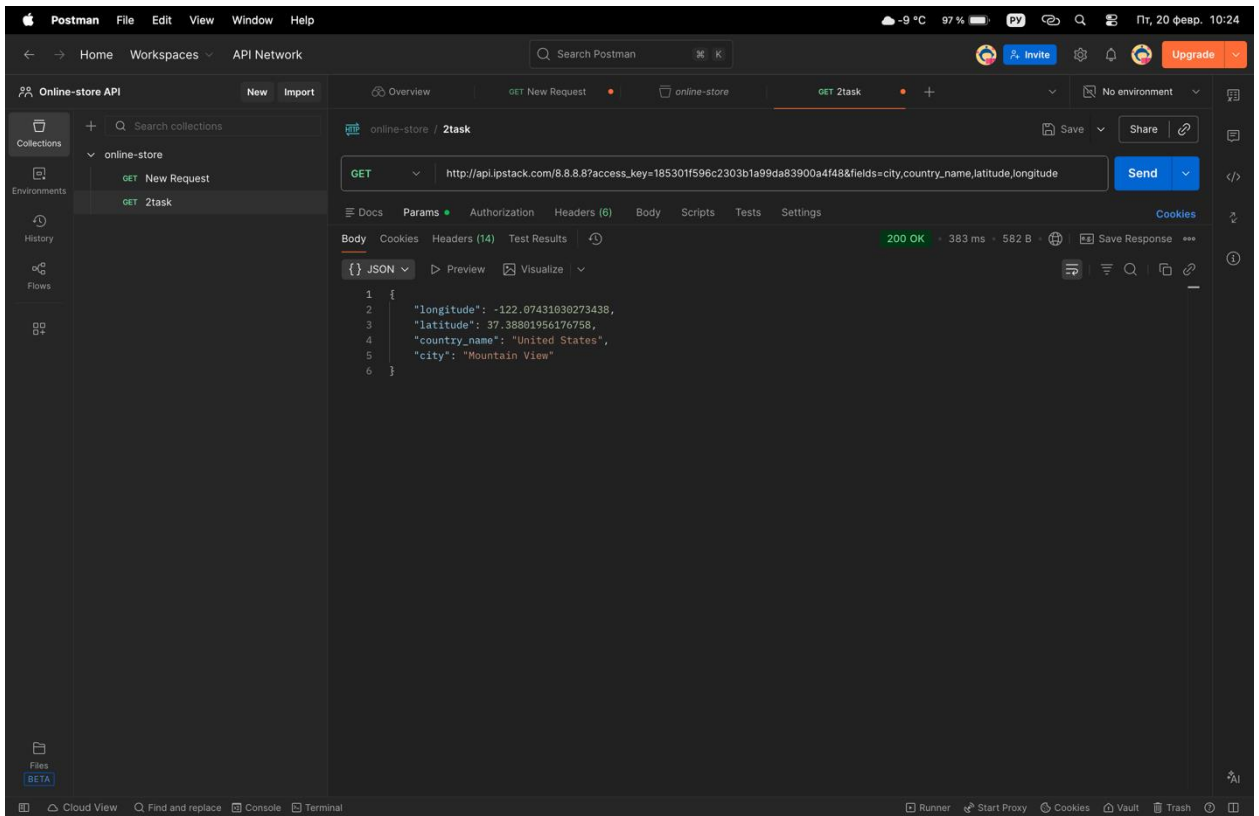 Postman File Edit View Window Help -9 °C 97 % РУ Пт, 20 февр. 10:24
Home Workspaces API Network Search Postman ⌘ K Invite Upgrade
Online-store API New Import Overview GET New Request online-store GET 2task No environment
Collections Search collections online-store / 2task Save Share
online-store
GET New Request
GET http://api.ipstack.com/8.8.8.8?access_key=185301f596c2303b1a99da83900a4f48&fields=city,country_name,latitude,longitude Send
Environments
GET 2task
History
Docs Params Authorization Headers (6) Body Scripts Tests Settings Cookies
Body Cookies Headers (14) Test Results 200 OK 383 ms 582 B Save Response
Flows
{} JSON Preview Visualize
1 {
2 "longitude": -122.07431030273438,
3 "latitude": 37.38801956176758,
4 "country_name": "United States",
5 "city": "Mountain View"
6 }
Files
BETA
AI
Cloud View Find and replace Console Terminal Runner Start Proxy Cookies Vault Trash